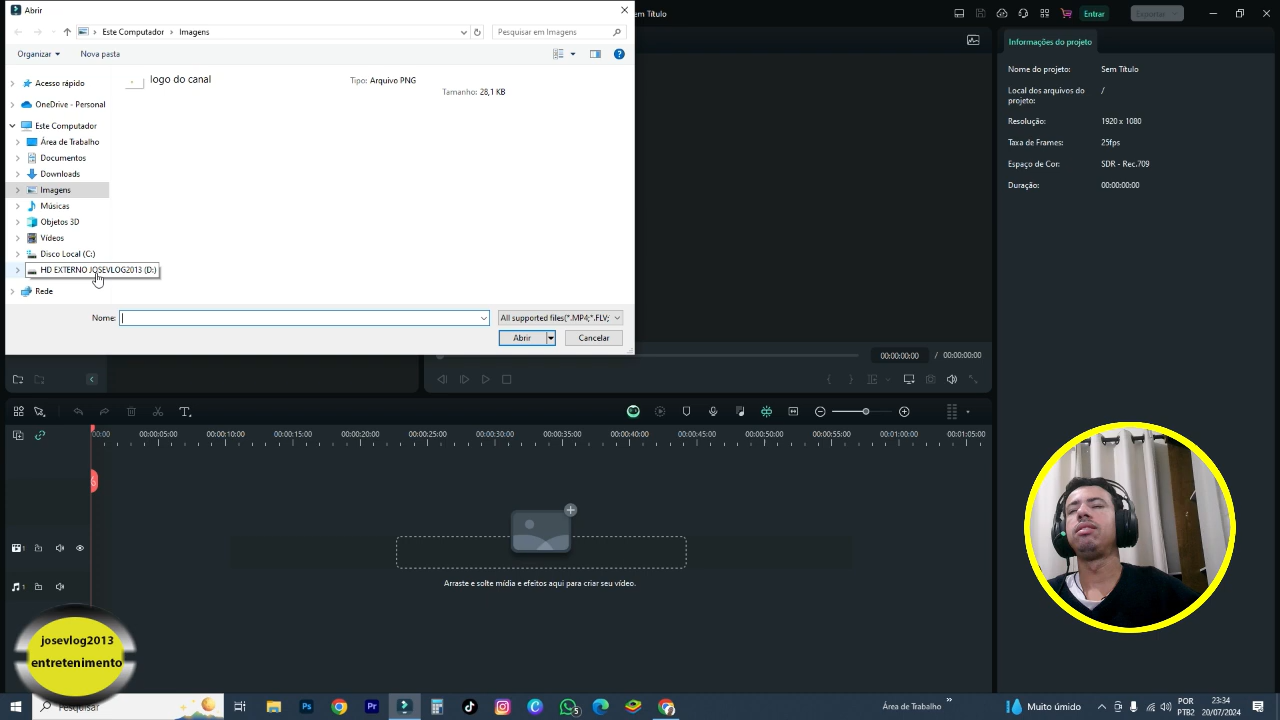 Abrir
Sem Título
Entrar
Exportar
Este Computador > Imagens
Pesquisar em Imagens
Organizar
Nova pasta
Informações do projeto
Nome do projeto: Sem Título
Local dos arquivos do projeto: /
Resolução: 1920 x 1080
Taxa de Frames: 25fps
Espaço de Cor: SDR - Rec.709
Duração: 00:00:00:00
logo do canal
Tipo: Arquivo PNG
Tamanho: 28,1 KB
Acesso rápido
OneDrive - Personal
Este Computador
Área de Trabalho
Documentos
Downloads
Imagens
Músicas
Objetos 3D
Vídeos
Disco Local (C:)
HD EXTERNO JOSEVLOG2013 (D:)
Rede
Nome:
All supported files(*.MP4;*.FLV;
Abrir
Cancelar
00:00:00:00 / 00:00:00:00
00:00 00:00:05:00 00:00:10:00 00:00:15:00 00:00:20:00 00:00:25:00 00:00:30:00 00:00:35:00 00:00:40:00 00:00:45:00 00:00:50:00 00:00:55:00 00:01:00:00 00:01:05:00
1
Arraste e solte mídia e efeitos aqui para criar seu vídeo.
1
josevlog2013
entretenimento
Pesquisar
Ps
Pr
5
Área de Trabalho
»
Muito úmido
POR
PTB2
23:34
20/07/2024